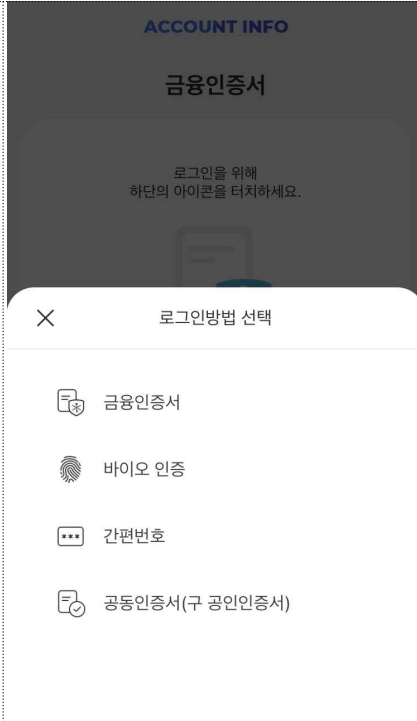 ACCOUNT INFO
금융인증서
로그인을 위해
하단의 아이콘을 터치하세요.
로그인방법 선택
금융인증서
바이오 인증
간편번호
공동인증서(구 공인인증서)